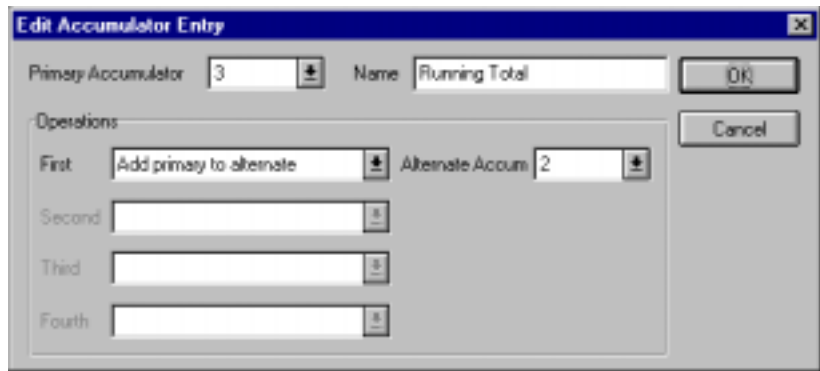 Edit Accumulator Entry
Primary Accumulator 3 Name Running Total OK
Operations Cancel
First Add primary to alternate Alternate Accum 2
Second
Third
Fourth